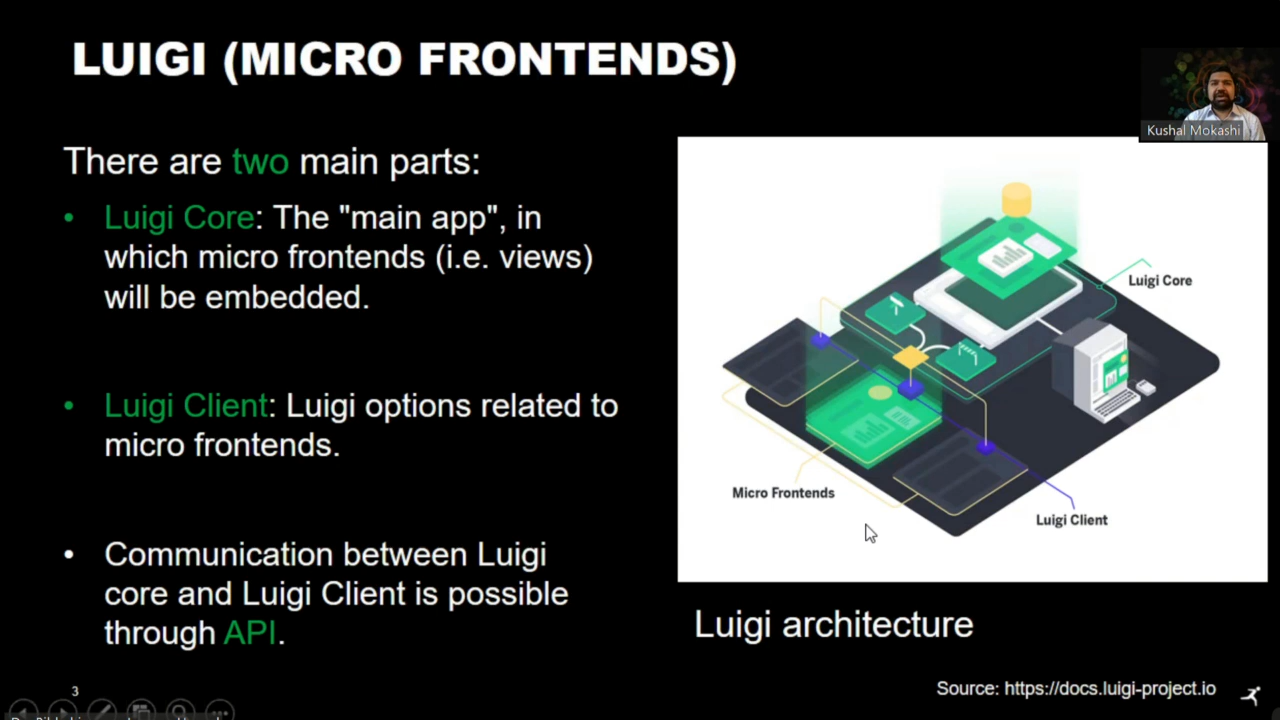 LUIGI (MICRO FRONTENDS)
Kushal Mokashi
There are two main parts:
• Luigi Core: The "main app", in
which micro frontends (i.e. views)
will be embedded.
• Luigi Client: Luigi options related to
micro frontends.
• Communication between Luigi
core and Luigi Client is possible
through API.
Luigi Core
Micro Frontends
Luigi Client
Luigi architecture
Source: https://docs.luigi-project.io
3